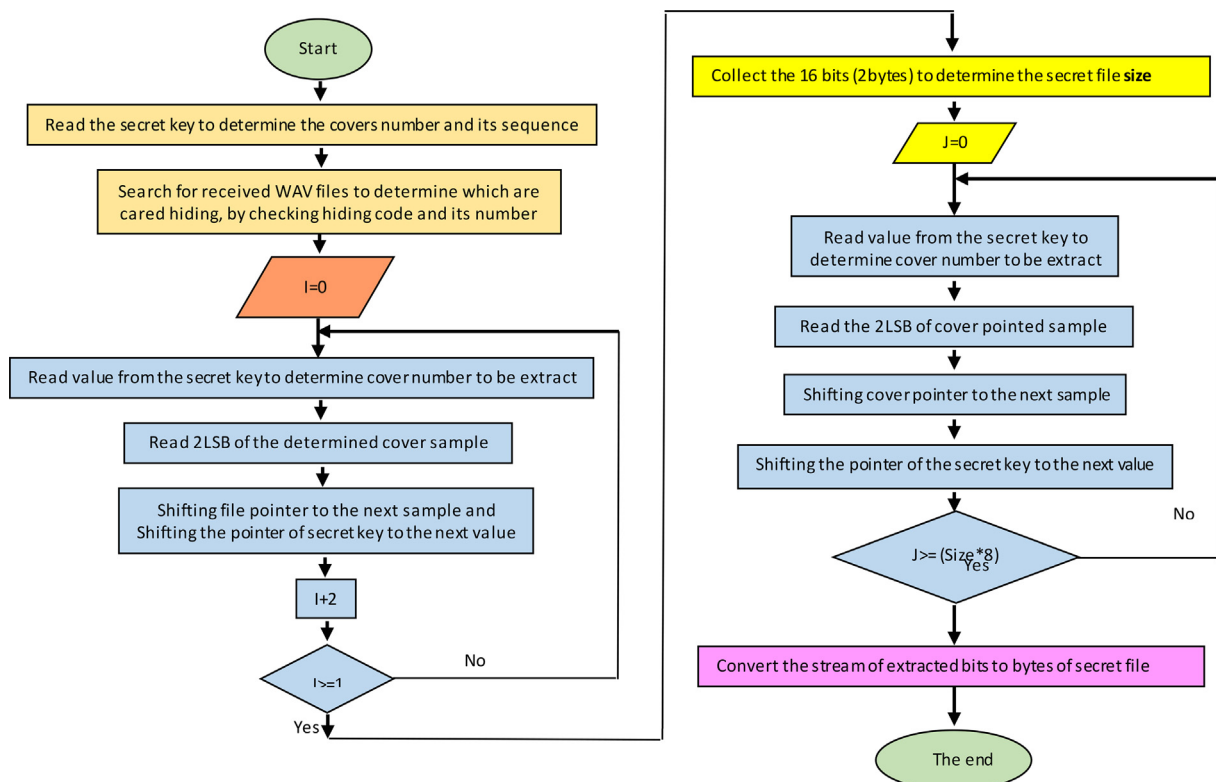 Start
Read the secret key to determine the covers number and its sequence
Search for received WAV files to determine which are
cared hiding, by checking hiding code and its number
I=0
Read value from the secret key to determine cover number to be extract
Read 2LSB of the determined cover sample
Shifting file pointer to the next sample and
Shifting the pointer of secret key to the next value
I+2
I>=1
No
Yes
Collect the 16 bits (2bytes) to determine the secret file size
J=0
Read value from the secret key to
determine cover number to be extract
Read the 2LSB of cover pointed sample
Shifting cover pointer to the next sample
Shifting the pointer of the secret key to the next value
No
J>= (Size*8)
Yes
Convert the stream of extracted bits to bytes of secret file
The end